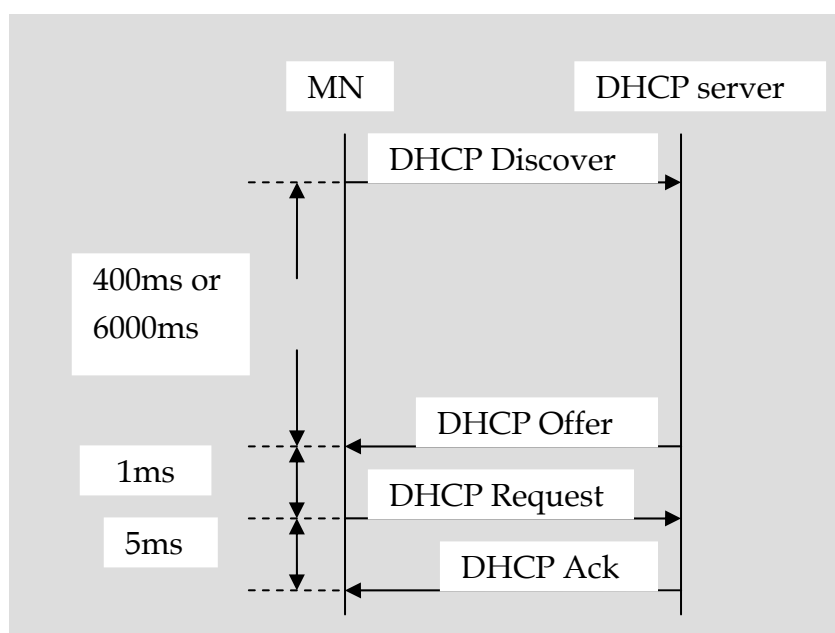 MN
DHCP server
DHCP Discover
400ms or
6000ms
DHCP Offer
1ms
DHCP Request
5ms
DHCP Ack